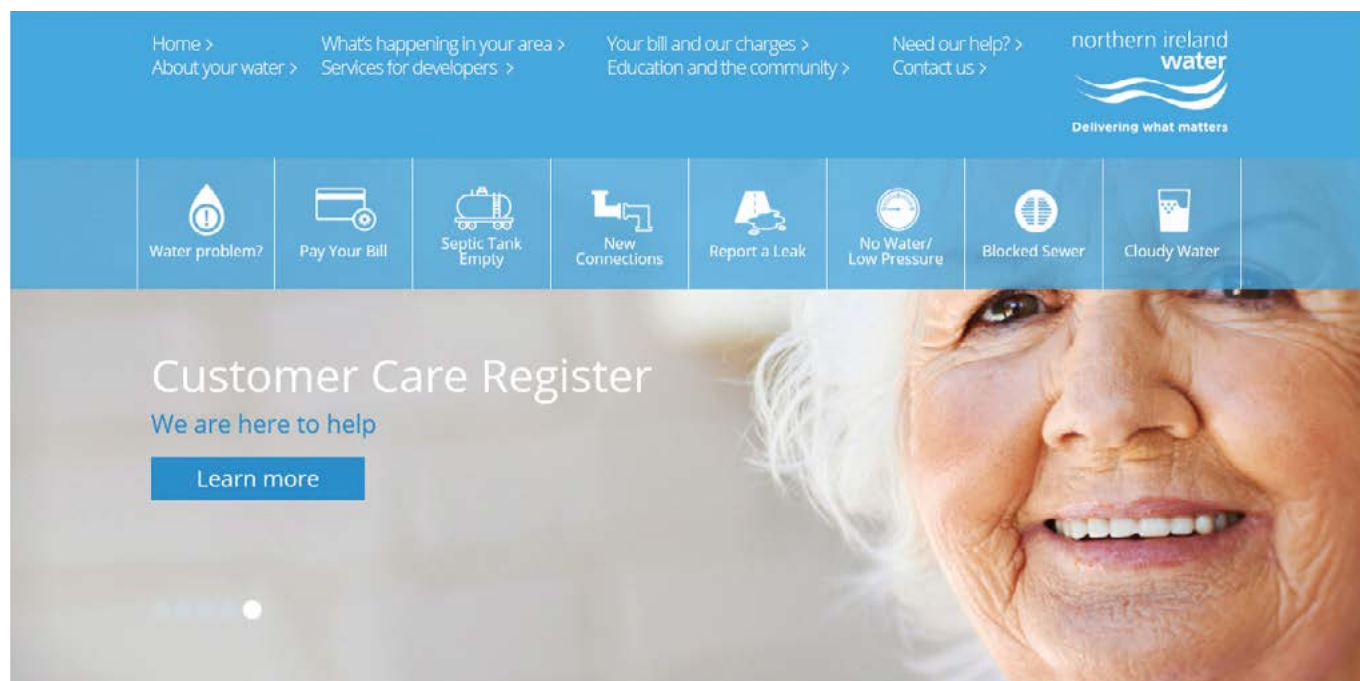 Home >
About your water >
What's happening in your area >
Services for developers >
Your bill and our charges >
Education and the community >
Need our help? >
Contact us >
northern ireland
water
Delivering what matters
Water problem?
Pay Your Bill
Septic Tank
Empty
New
Connections
Report a Leak
No Water/
Low Pressure
Blocked Sewer
Cloudy Water
Customer Care Register
We are here to help
Learn more